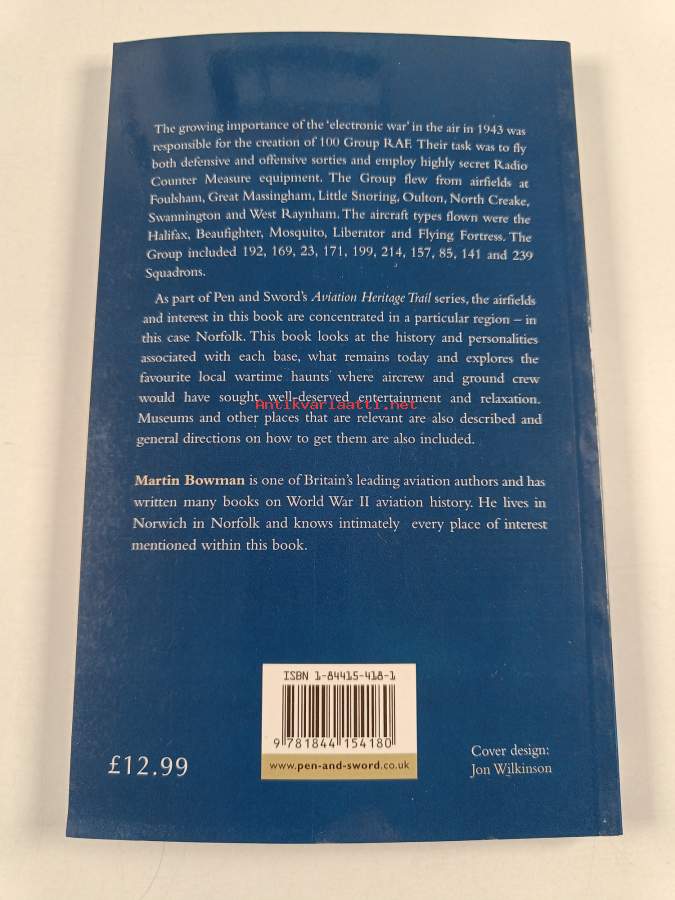 The growing importance of the ‘electronic war’ in the air in 1943 was
responsible for the creation of 100 Group RAF. Their task was to fly
both defensive and offensive sorties and employ highly secret Radio
Counter Measure equipment. The Group flew from airfields at
Foulsham, Great Massingham, Little Snoring, Oulton, North Creake,
Swannington and West Raynham. The aircraft types flown were the
Halifax, Beaufighter, Mosquito, Liberator and Flying Fortress. The
Group included 192, 169, 23, 171, 199, 214, 157, 85, 141 and 239
Squadrons.
As part of Pen and Sword’s Aviation Heritage Trail series, the airfields
and interest in this book are concentrated in a particular region – in
this case Norfolk. This book looks at the history and personalities
associated with each base, what remains today and explores the
favourite local wartime haunts where aircrew and ground crew
would have sought well-deserved entertainment and relaxation.
Antikvariaatti.net
Museums and other places that are relevant are also described and
general directions on how to get them are also included.
Martin Bowman is one of Britain’s leading aviation authors and has
written many books on World War II aviation history. He lives in
Norwich in Norfolk and knows intimately every place of interest
mentioned within this book.
ISBN 1-84415-418-1
9 781844 154180
www.pen-and-sword.co.uk
£12.99
Cover design:
Jon Wilkinson